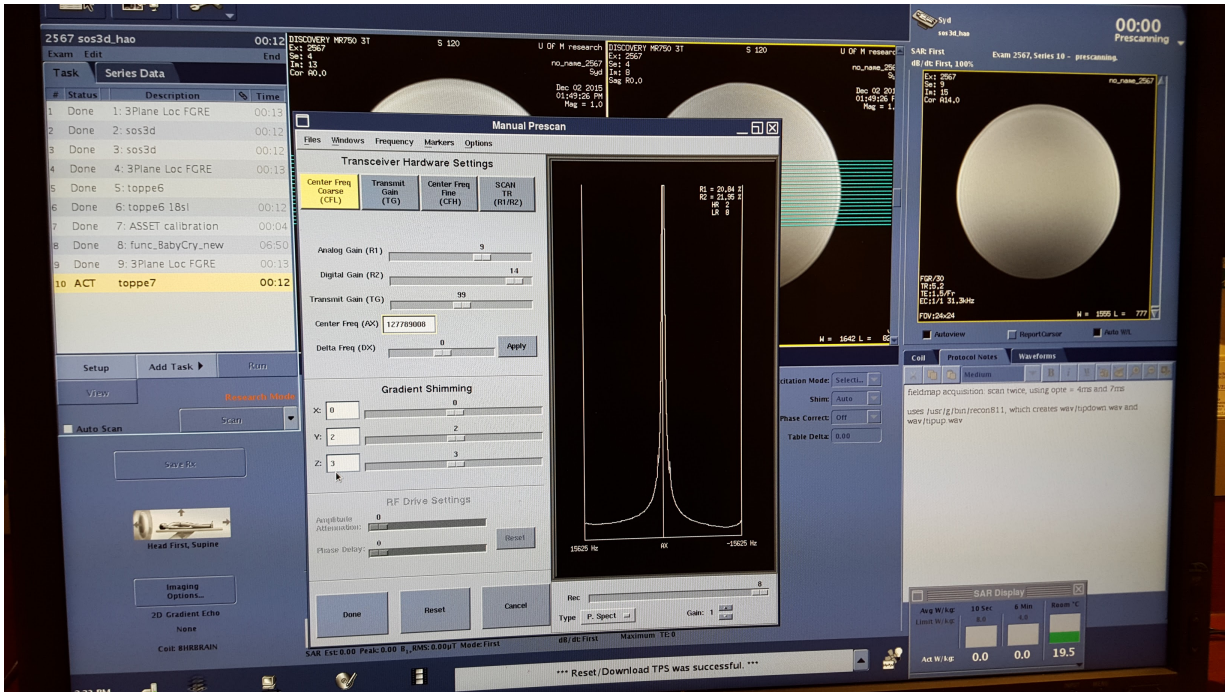 2567 sos3d_hao
00:12
Exam Edit
End
Task
Series Data
# Status Description Time
1 Done 1: 3Plane Loc FGRE 00:13
2 Done 2: sos3d 00:12
3 Done 3: sos3d 00:12
4 Done 4: 3Plane Loc FGRE 00:13
5 Done 5: toppe6
6 Done 6: toppe6 18sl 00:12
7 Done 7: ASSET calibration 00:04
8 Done 8: func_BabyCry_new 06:50
9 Done 9: 3Plane Loc FGRE 00:13
10 ACT toppe7 00:12
Setup
Add Task
Run
View
Research Mode
Auto Scan
Scan
Save Rx
Head First, Supine
Imaging
Options...
2D Gradient Echo
None
Coil: 8HRBRAIN
DISCOVERY MR750 3T
Ex: 2567
Se: 4
Im: 13
Cor A0.0
S 120
U OF M research
no_name_2567
Syd
Dec 02 2015
01:49:26 PM
Mag = 1.0
DISCOVERY MR750 3T
Ex: 2567
Se: 4
Im: 8
Sag R0.0
S 120
U OF M researc
no_name_256
Sy
Dec 02 201
01:49:26
Mag = 1.
W = 1642 L = 82
Manual Prescan
Files Windows Frequency Markers Options
Transceiver Hardware Settings
Center Freq
Coarse
(CFL)
Transmit
Gain
(TG)
Center Freq
Fine
(CFH)
SCAN
TR
(R1/R2)
Analog Gain (R1) 9
Digital Gain (R2) 14
Transmit Gain (TG) 99
Center Freq (AX) 127789008
Delta Freq (DX) 0
Apply
Gradient Shimming
X: 0 0
Y: 2 2
Z: 3 3
RF Drive Settings
Amplitude
Attenuation: 0
Phase Delay: 0
Reset
Done
Reset
Cancel
R1 = 20.84 %
R2 = 21.95 %
HR 2
LR 8
15625 Hz
AX
-15625 Hz
Rec 8
Type P. Spect
Gain: 1
SAR Est: 0.00 Peak: 0.00 B1,RMS: 0.00µT Mode: First
dB/dt: First
Maximum TE: 0
*** Reset/Download TPS was successful. ***
citation Mode: Selecti...
Shim: Auto
Phase Correct: Off
Table Delta: 0.00
Syd
sos3d_hao
00:00
Prescanning
SAR: First
dB/dt: First, 100%
Exam 2567, Series 10 - prescanning.
Ex: 2567
Se: 9
Im: 15
Cor A14.0
no_name_2567
FGR/30
TR:5.2
TE:1.5/Fr
EC:1/1 31.3kHz
FOV:24x24
W = 1555 L = 777
Autoview
ReportCursor
Auto W/L
Coil
Protocol Notes
Waveforms
Medium
fieldmap acquisition: scan twice, using opte = 4ms and 7ms
uses /usr/g/bin/recon811, which creates wav/tipdown.wav and
wav/tipup.wav
SAR Display
Avg W/kg: 10 Sec 6 Min Room °C
Limit W/kg:
Act W/kg: 0.0 0.0 19.5